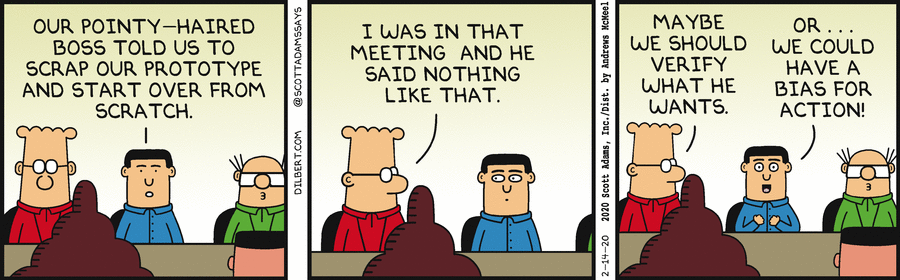 OUR POINTY-HAIRED
BOSS TOLD US TO
SCRAP OUR PROTOTYPE
AND START OVER FROM
SCRATCH.
DILBERT.COM @SCOTTADAMSSAYS
I WAS IN THAT
MEETING AND HE
SAID NOTHING
LIKE THAT.
2-14-20 2020 Scott Adams, Inc./Dist. by Andrews McMeel
MAYBE
WE SHOULD
VERIFY
WHAT HE
WANTS.
OR...
WE COULD
HAVE A
BIAS FOR
ACTION!